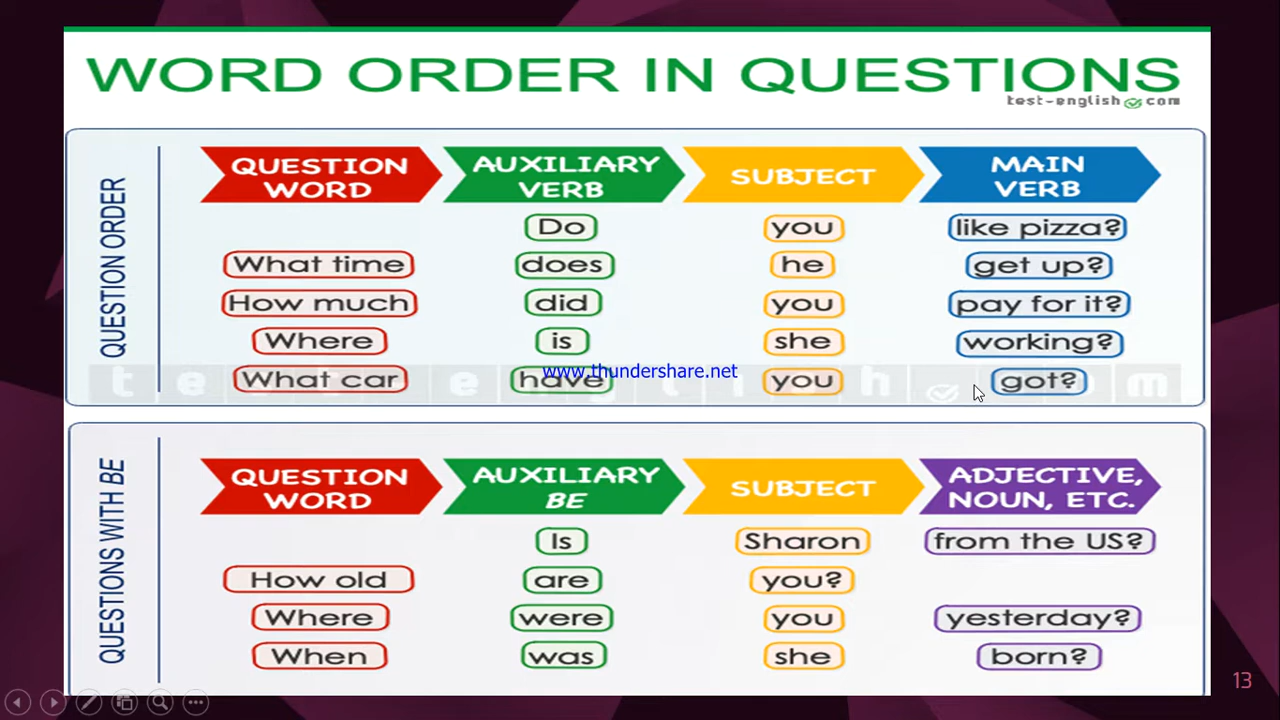 WORD ORDER IN QUESTIONS
test-english com
QUESTION ORDER
QUESTION WORD AUXILIARY VERB SUBJECT MAIN VERB
Do you like pizza?
What time does he get up?
How much did you pay for it?
Where is she working?
www.thundershare.net
What car have you got?
QUESTIONS WITH BE
QUESTION WORD AUXILIARY BE SUBJECT ADJECTIVE, NOUN, ETC.
Is Sharon from the US?
How old are you?
Where were you yesterday?
When was she born?
13